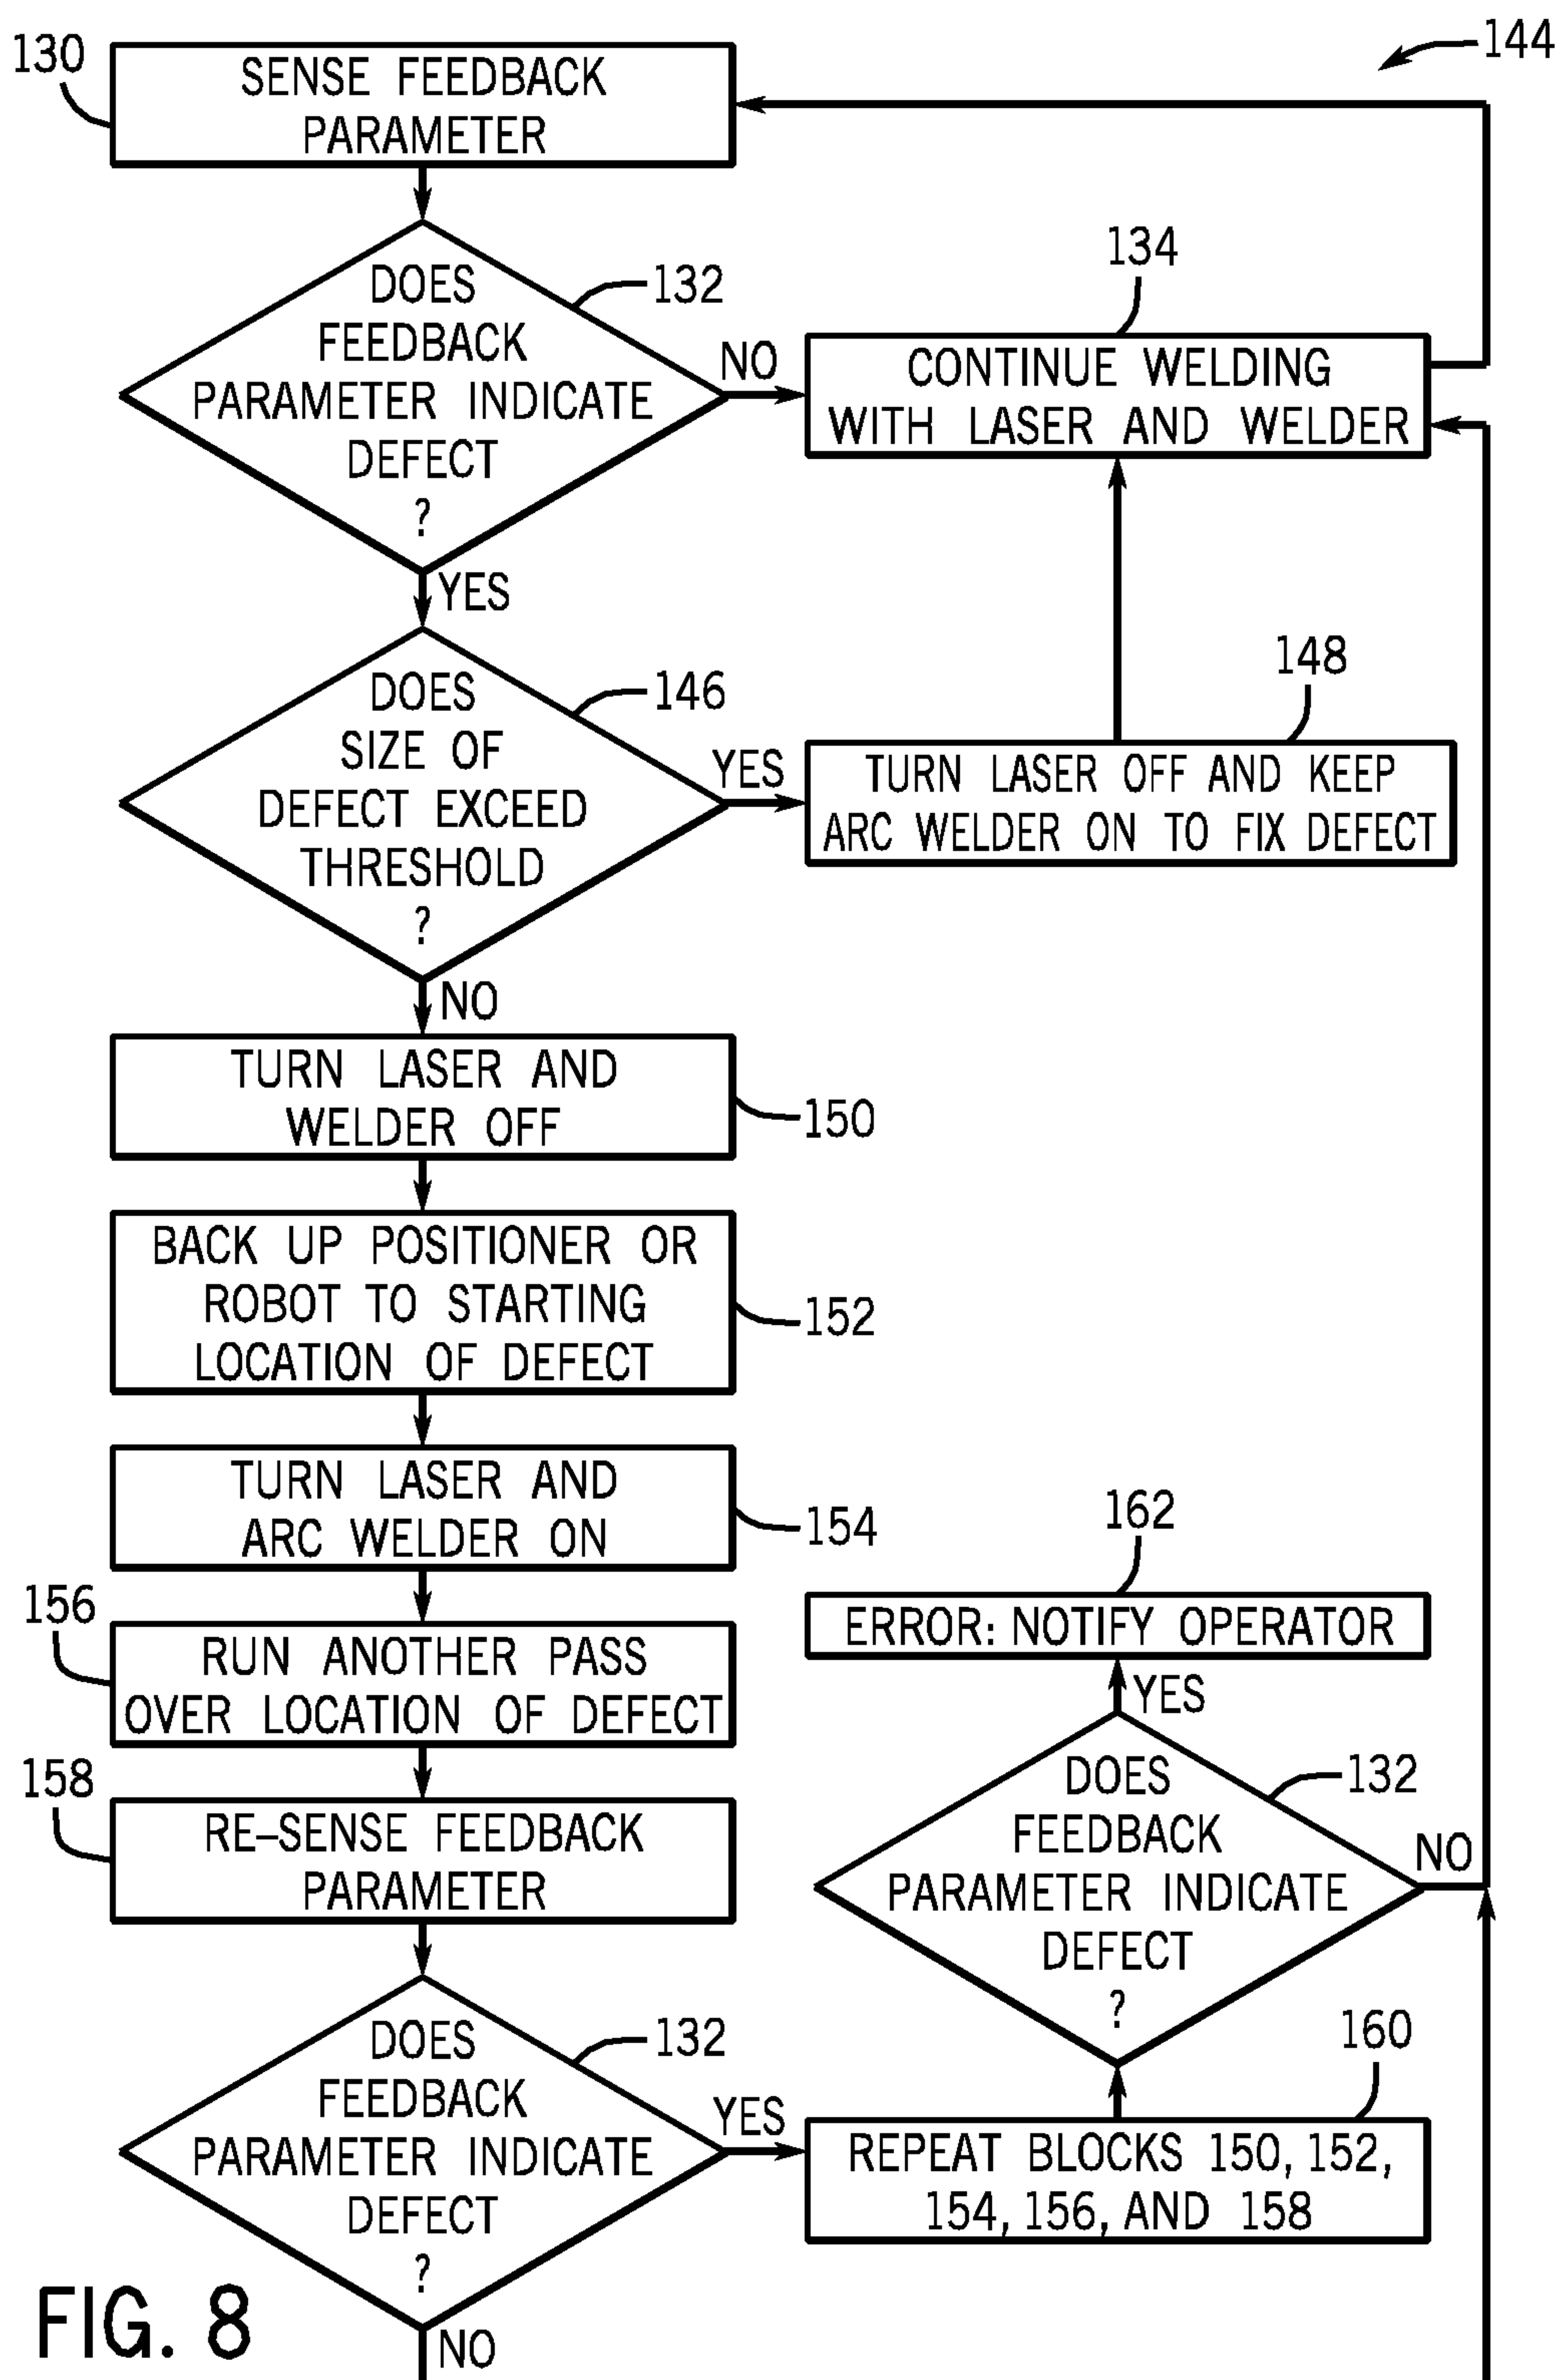 144
130
SENSE FEEDBACK
PARAMETER
132
DOES
FEEDBACK
PARAMETER INDICATE
DEFECT
?
NO
YES
134
CONTINUE WELDING
WITH LASER AND WELDER
146
DOES
SIZE OF
DEFECT EXCEED
THRESHOLD
?
YES
NO
148
TURN LASER OFF AND KEEP
ARC WELDER ON TO FIX DEFECT
TURN LASER AND
WELDER OFF
150
BACK UP POSITIONER OR
ROBOT TO STARTING
LOCATION OF DEFECT
152
TURN LASER AND
ARC WELDER ON
154
156
RUN ANOTHER PASS
OVER LOCATION OF DEFECT
158
RE–SENSE FEEDBACK
PARAMETER
132
DOES
FEEDBACK
PARAMETER INDICATE
DEFECT
?
YES
NO
160
REPEAT BLOCKS 150, 152,
154, 156, AND 158
132
DOES
FEEDBACK
PARAMETER INDICATE
DEFECT
?
NO
YES
162
ERROR: NOTIFY OPERATOR
FIG. 8